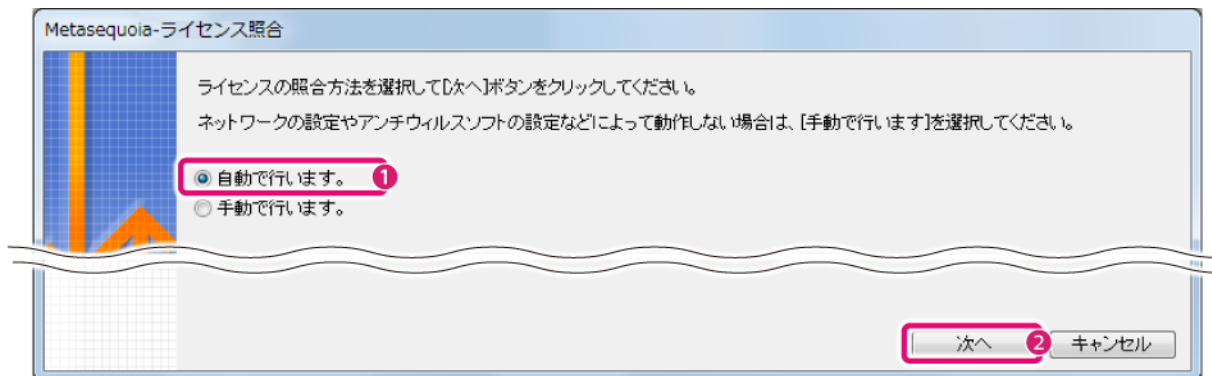 Metasequoia-ライセンス照合
ライセンスの照合方法を選択して[次へ]ボタンをクリックしてください。
ネットワークの設定やアンチウィルスソフトの設定などによって動作しない場合は、[手動で行います]を選択してください。
自動で行います。 1
手動で行います。
次へ 2 キャンセル